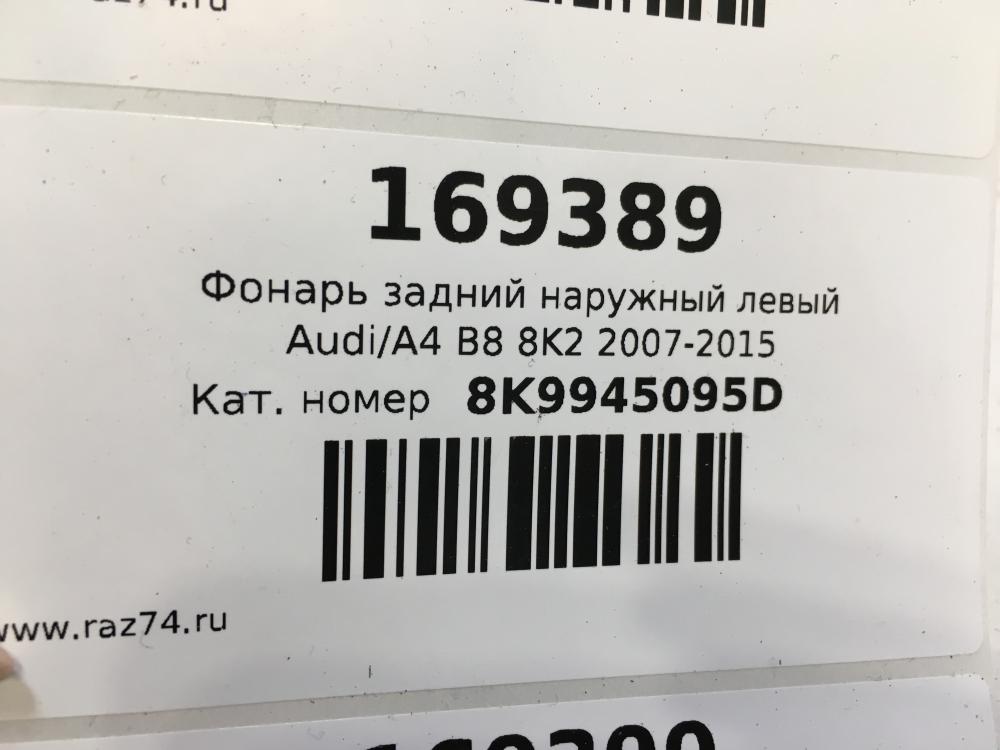 169389
Фонарь задний наружный левый
Audi/A4 B8 8K2 2007-2015
Кат. номер 8K9945095D
www.raz74.ru